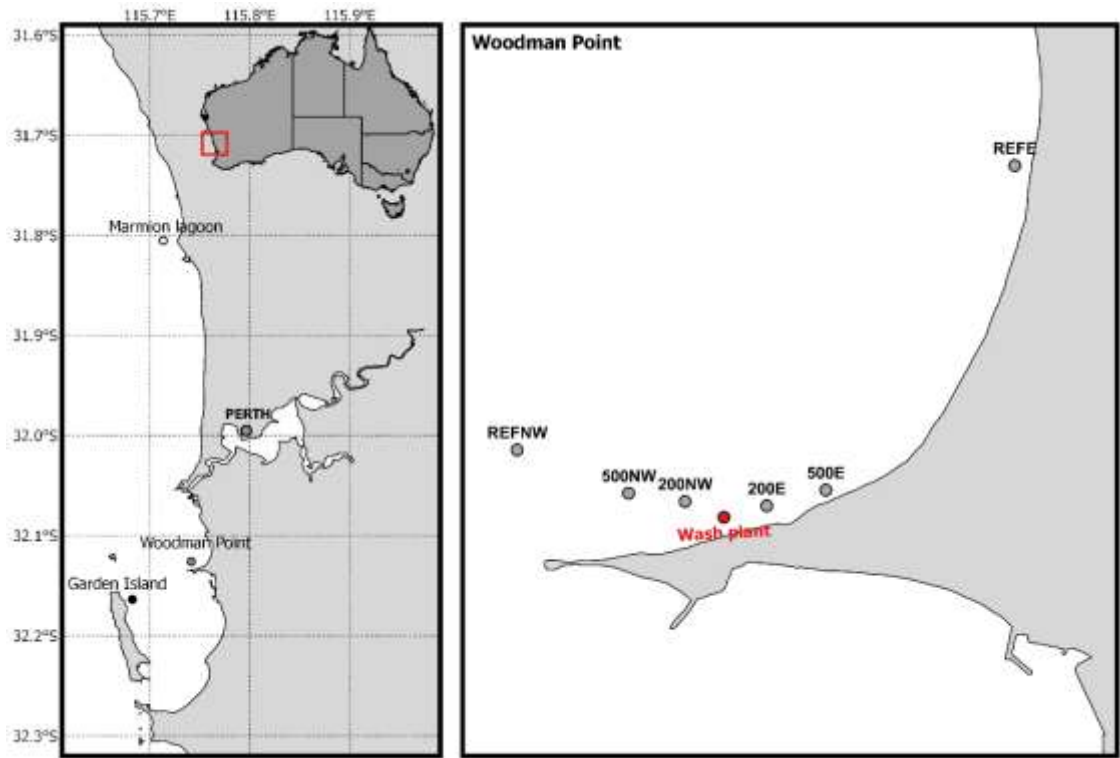 115.7°E 115.8°E 115.9°E
31.6°S
31.7°S
31.8°S
31.9°S
32.0°S
32.1°S
32.2°S
32.3°S
Marmion lagoon
PERTH
Woodman Point
Garden Island
Woodman Point
REFE
REFNW
500NW
200NW
200E
500E
Wash plant